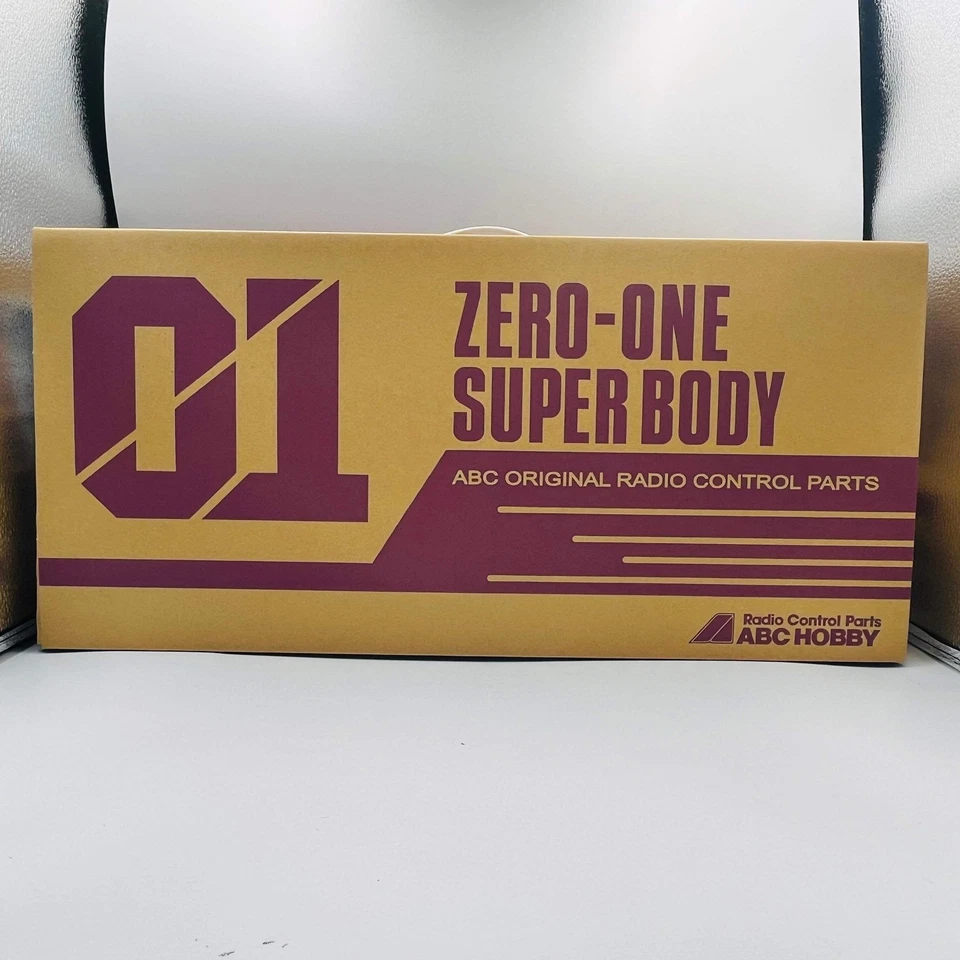 01
ZERO-ONE
SUPER BODY
ABC ORIGINAL RADIO CONTROL PARTS
Radio Control Parts
ABC HOBBY